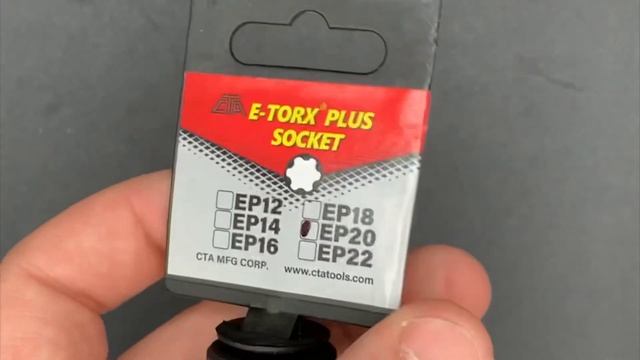 CTA
E-TORX® PLUS
SOCKET
EP12
EP14
EP16
EP18
EP20
EP22
CTA MFG CORP.
www.ctatools.com